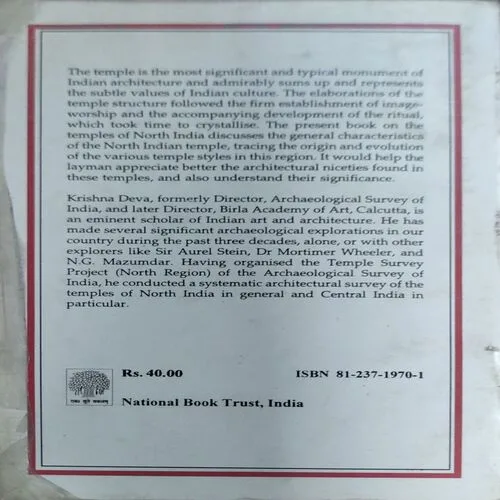 The temple is the most significant and typical monument of
Indian architecture and admirably sums up and represents
the subtle values of Indian culture. The elaborations of the
temple structure followed the firm establishment of image-
worship and the accompanying development of the ritual,
which took time to crystallise. The present book on the
temples of North India discusses the general characteristics
of the North Indian temple, tracing the origin and evolution
of the various temple styles in this region. It would help the
layman appreciate better the architectural niceties found in
these temples, and also understand their significance.
Krishna Deva, formerly Director, Archaeological Survey of
India, and later Director, Birla Academy of Art, Calcutta, is
an eminent scholar of Indian art and architecture. He has
made several significant archaeological explorations in our
country during the past three decades, alone, or with other
explorers like Sir Aurel Stein, Dr Mortimer Wheeler, and
N.G. Mazumdar. Having organised the Temple Survey
Project (North Region) of the Archaeological Survey of
India, he conducted a systematic architectural survey of the
temples of North India in general and Central India in
particular.
Rs. 40.00
ISBN 81-237-1970-1
एकः सूते सकलम्
National Book Trust, India